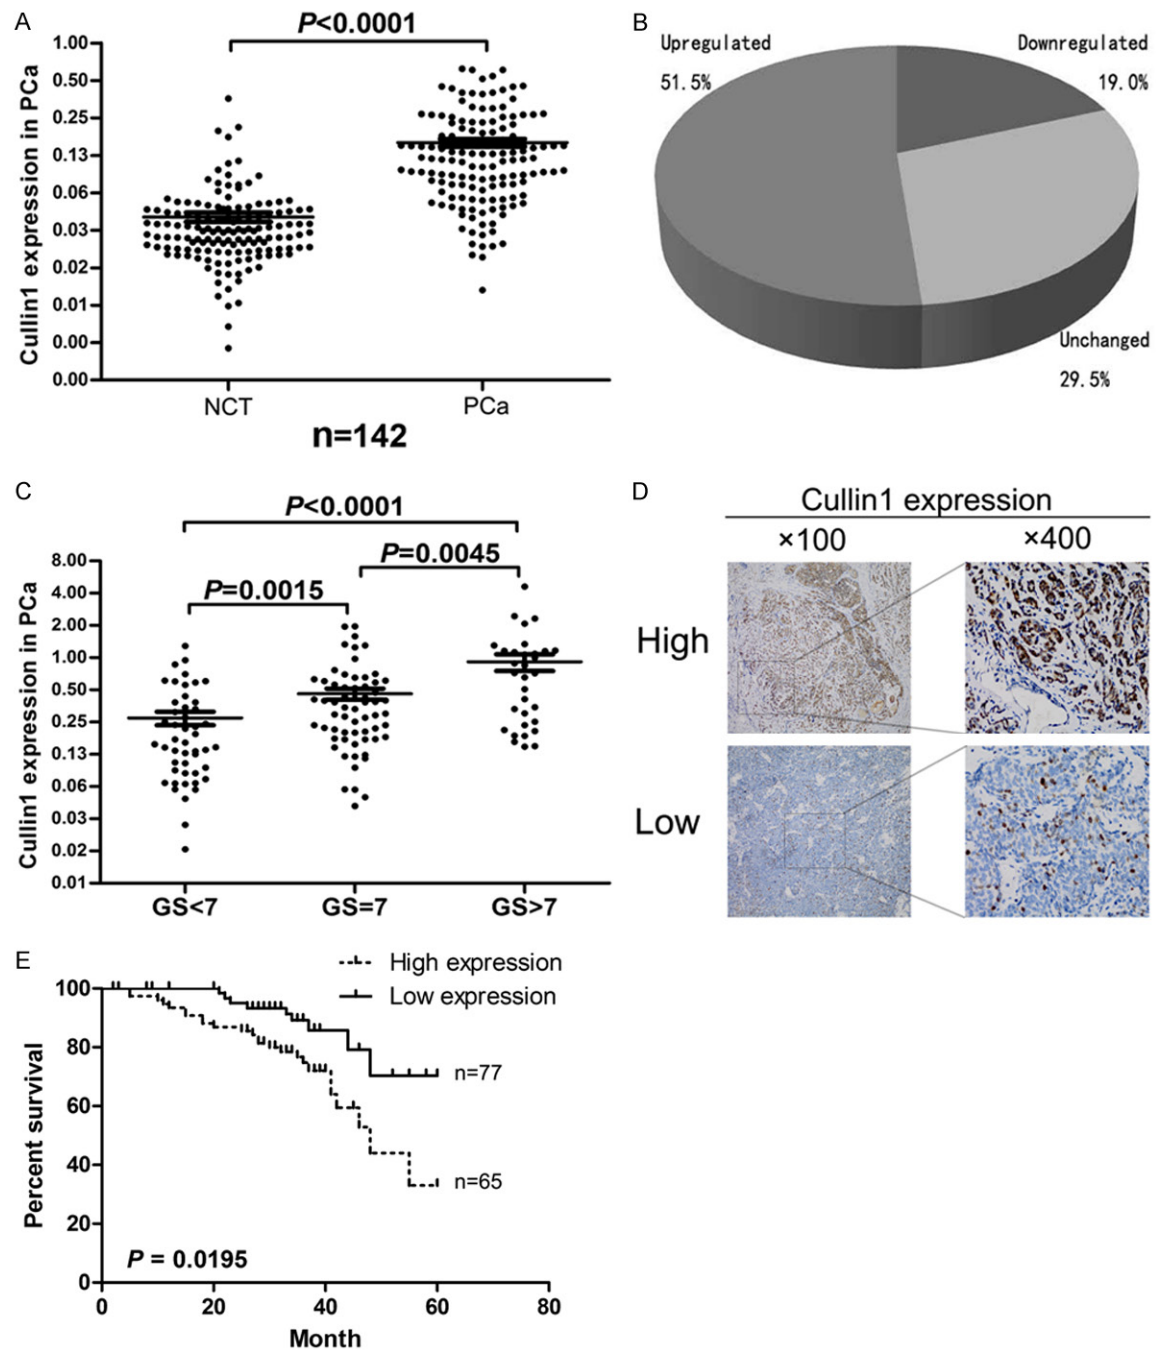 A
P<0.0001
Cullin1 expression in PCa
1.00
0.50
0.25
0.13
0.06
0.03
0.02
0.01
0.00
0.00
NCT
PCa
n=142
B
Upregulated
51.5%
Downregulated
19.0%
Unchanged
29.5%
C
P<0.0001
P=0.0045
P=0.0015
Cullin1 expression in PCa
8.00
4.00
2.00
1.00
0.50
0.25
0.13
0.06
0.03
0.02
0.01
GS<7
GS=7
GS>7
D
Cullin1 expression
×100
×400
High
Low
E
High expression
Low expression
Percent survival
100
80
60
40
20
0
n=77
n=65
P = 0.0195
0
20
40
60
80
Month